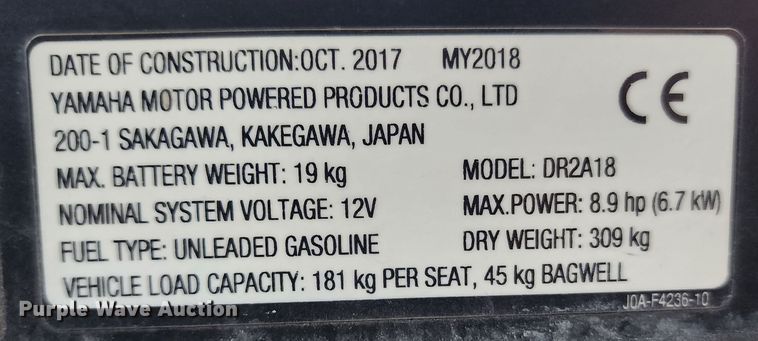 DATE OF CONSTRUCTION:OCT. 2017 MY2018
YAMAHA MOTOR POWERED PRODUCTS CO., LTD
CE
200-1 SAKAGAWA, KAKEGAWA, JAPAN
MAX. BATTERY WEIGHT: 19 kg MODEL: DR2A18
NOMINAL SYSTEM VOLTAGE: 12V MAX.POWER: 8.9 hp (6.7 kW)
FUEL TYPE: UNLEADED GASOLINE DRY WEIGHT: 309 kg
VEHICLE LOAD CAPACITY: 181 kg PER SEAT, 45 kg BAGWELL
J0A-F4236-10
Purple Wave Auction